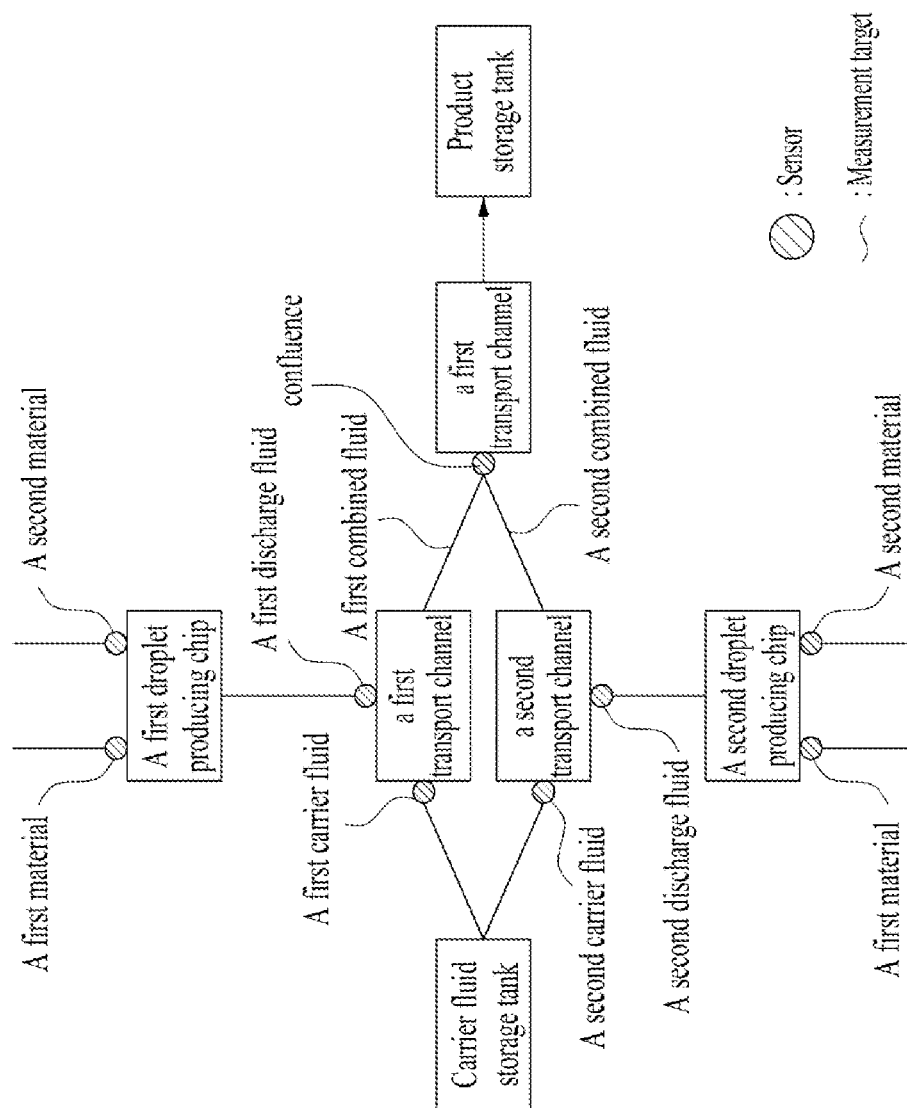 A first material
A second material
A first droplet
producing chip
A first carrier fluid
A first discharge fluid
confluence
A first combined fluid
a first
transport channel
Carrier fluid
storage tank
a first
transport channel
Product
storage tank
a second
transport channel
A second combined fluid
A second carrier fluid
A second discharge fluid
A second droplet
producing chip
A first material
A second material
: Sensor
: Measurement target